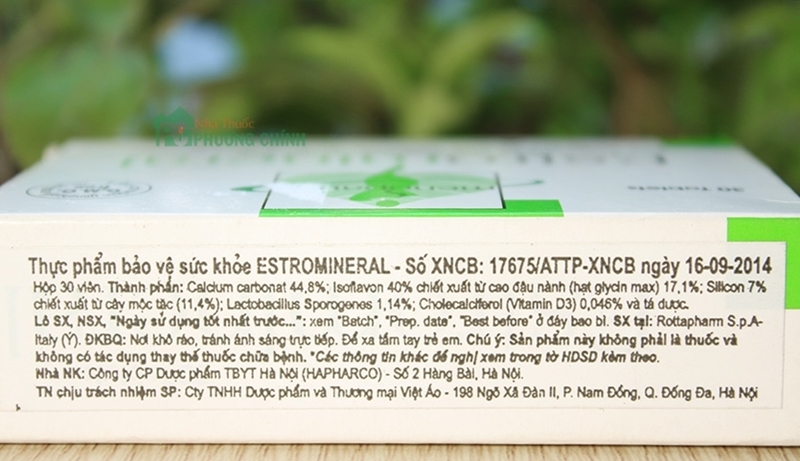 Nhà Thuốc
PHƯƠNG CHÍNH
30 Tablets
Thực phẩm bảo vệ sức khỏe ESTROMINERAL - Số XNCB: 17675/ATTP-XNCB ngày 16-09-2014
Hộp 30 viên. Thành phần: Calcium carbonat 44,8%; Isoflavon 40% chiết xuất từ cao đậu nành (hạt glycin max) 17,1%; Silicon 7%
chiết xuất từ cây mộc tặc (11,4%); Lactobacillus Sporogenes 1,14%; Cholecalciferol (Vitamin D3) 0,046% và tá dược.
Lô SX, NSX, "Ngày sử dụng tốt nhất trước...": xem "Batch", "Prep. date", "Best before" ở đáy bao bì. SX tại: Rottapharm S.p.A-
Italy (Ý). ĐKBQ: Nơi khô ráo, tránh ánh sáng trực tiếp. Để xa tầm tay trẻ em. Chú ý: Sản phẩm này không phải là thuốc và
không có tác dụng thay thế thuốc chữa bệnh. *Các thông tin khác đề nghị xem trong tờ HDSD kèm theo.
Nhà NK: Công ty CP Dược phẩm TBYT Hà Nội (HAPHARCO) - Số 2 Hàng Bài, Hà Nội.
TN chịu trách nhiệm SP: Cty TNHH Dược phẩm và Thương mại Việt Áo - 198 Ngõ Xã Đàn II, P. Nam Đồng, Q. Đống Đa, Hà Nội